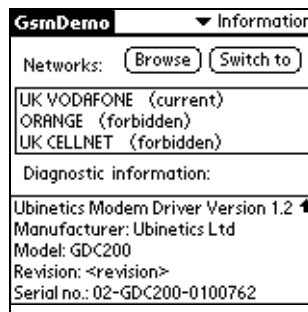 GsmDemo ▼ Information
Networks: Browse Switch to
UK VODAFONE (current)
ORANGE (forbidden)
UK CELLNET (forbidden)
Diagnostic information:
Ubinetics Modem Driver Version 1.2
Manufacturer: Ubinetics Ltd
Model: GDC200
Revision: <revision>
Serial no.: 02-GDC200-0100762